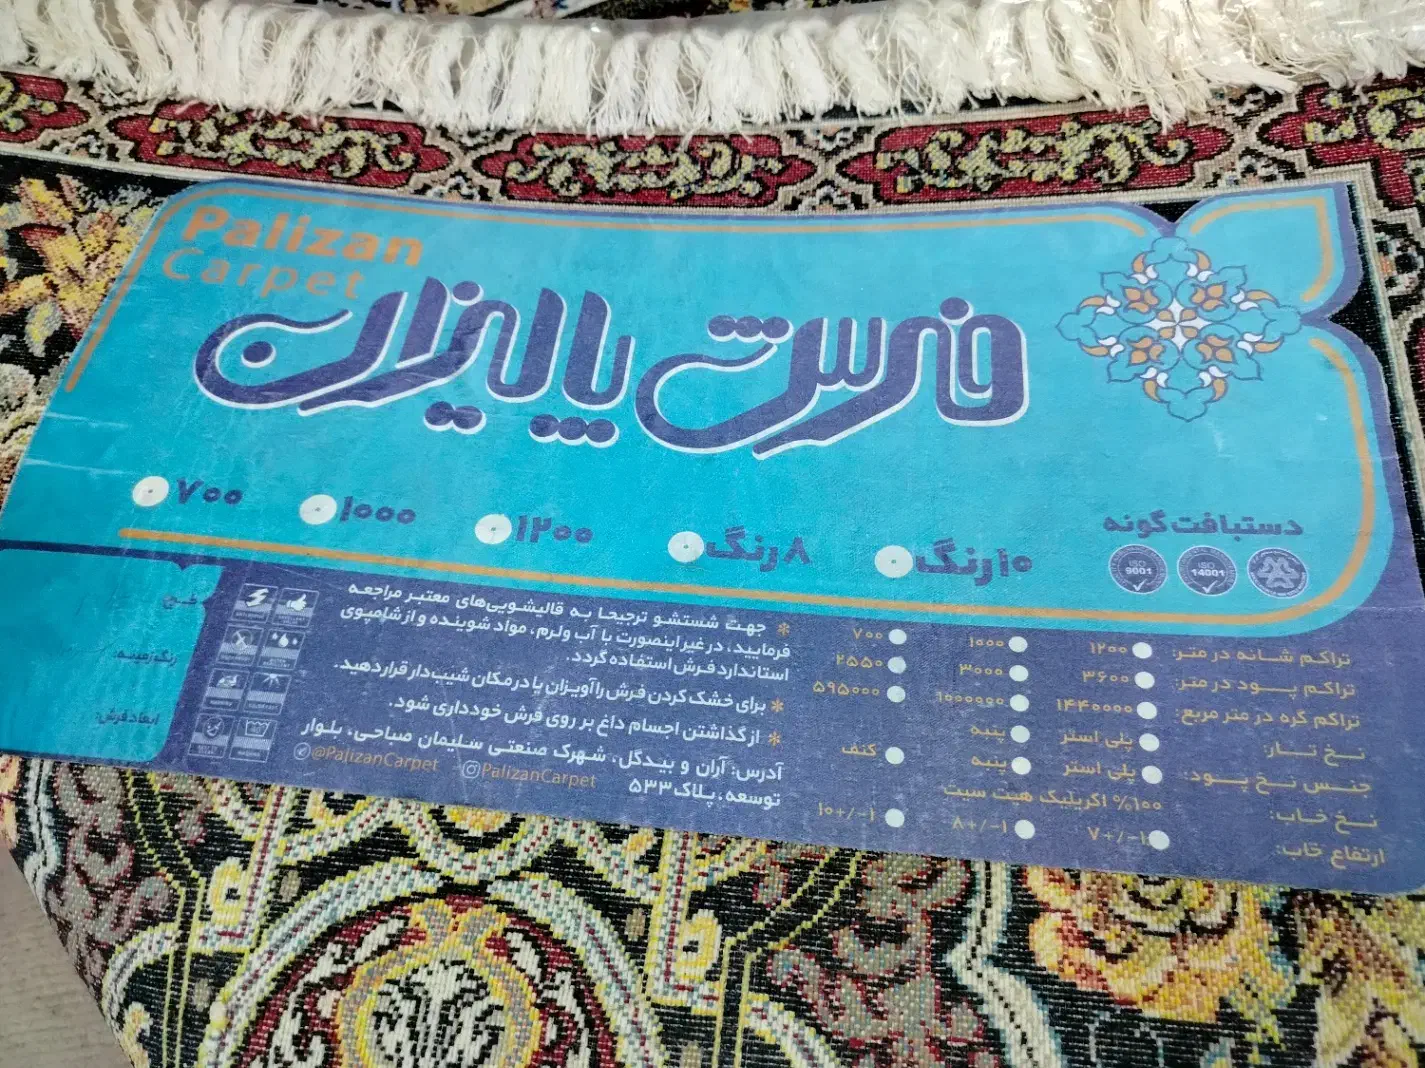 Palizan
Carpet
فرش پالیزان
دستبافت گونه
۱۰ رنگ ۸ رنگ ۱۲۰۰ ۱۰۰۰ ۷۰۰
ISO 9001 ISO 14001
تراکم شانه در متر: ۱۲۰۰ ۱۰۰۰ ۷۰۰
تراکم پود در متر: ۳۶۰۰ ۳۰۰۰ ۲۵۵۰
تراکم گره در متر مربع: ۱۴۴۰۰۰۰ ۱۰۰۰۰۰۰ ۵۹۵۰۰۰
نخ تار: پلی استر پنبه
جنس نخ پود: پلی استر پنبه کنف
نخ خاب: ۱۰۰% اکریلیک هیت سیت
ارتفاع خاب: ۷+/-۱ ۸+/-۱ ۱۰+/-۱
* جهت شستشو ترجیحا به قالیشویی‌های معتبر مراجعه
فرمایید، در غیر اینصورت با آب ولرم، مواد شوینده و از شامپوی
استاندارد فرش استفاده گردد.
* برای خشک کردن فرش را آویزان یا در مکان شیب‌دار قرار دهید.
* از گذاشتن اجسام داغ بر روی فرش خودداری شود.
آدرس: آران و بیدگل، شهرک صنعتی سلیمان صباحی، بلوار
توسعه، پلاک ۵۳۳
@PalizanCarpet PalizanCarpet
طرح:
رنگ زمینه:
ابعاد فرش: